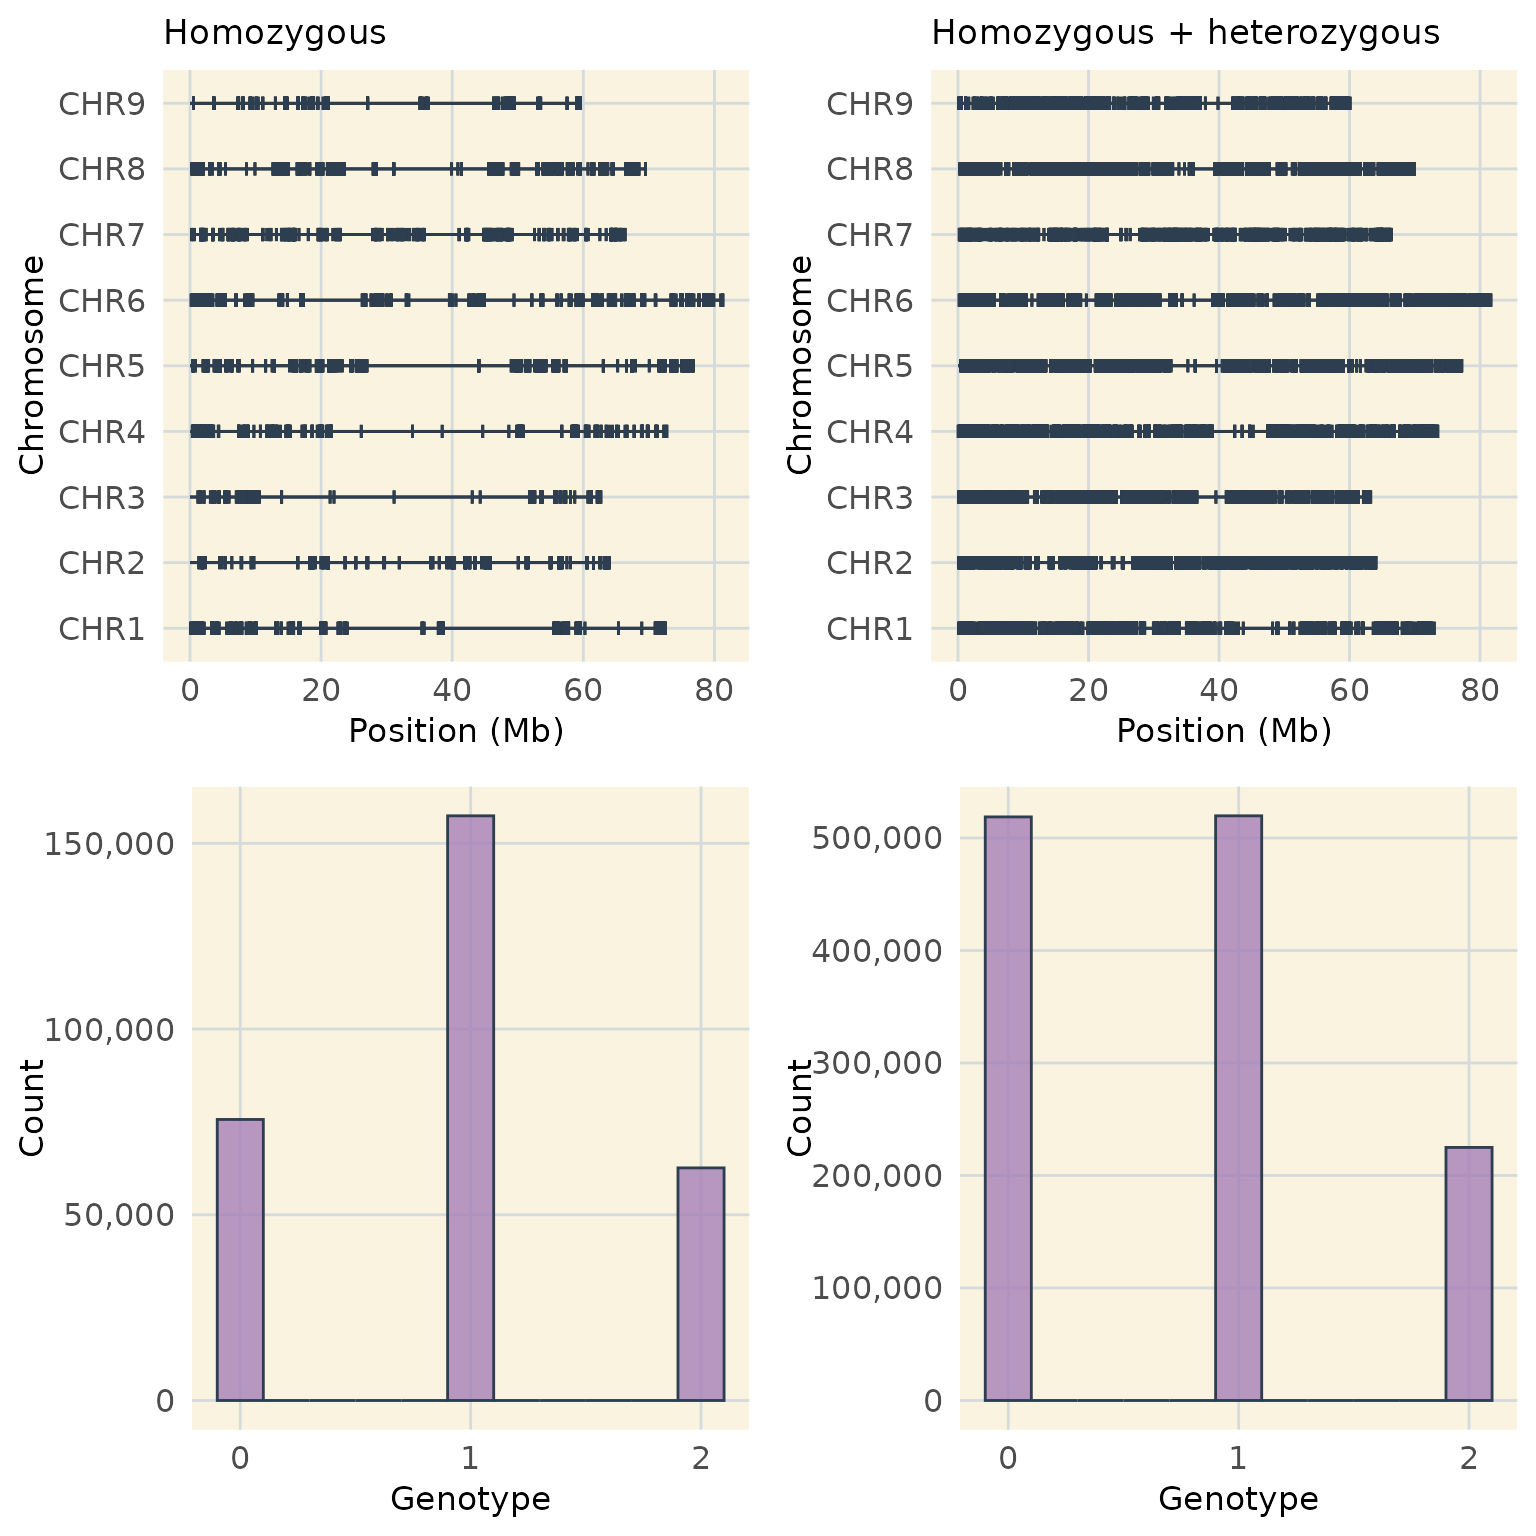 Homozygous
CHR9
CHR8
CHR7
CHR6
CHR5
CHR4
CHR3
CHR2
CHR1
Chromosome
0 20 40 60 80
Position (Mb)
Homozygous + heterozygous
CHR9
CHR8
CHR7
CHR6
CHR5
CHR4
CHR3
CHR2
CHR1
Chromosome
0 20 40 60 80
Position (Mb)
150,000
100,000
50,000
0
Count
0 1 2
Genotype
500,000
400,000
300,000
200,000
100,000
0
Count
0 1 2
Genotype